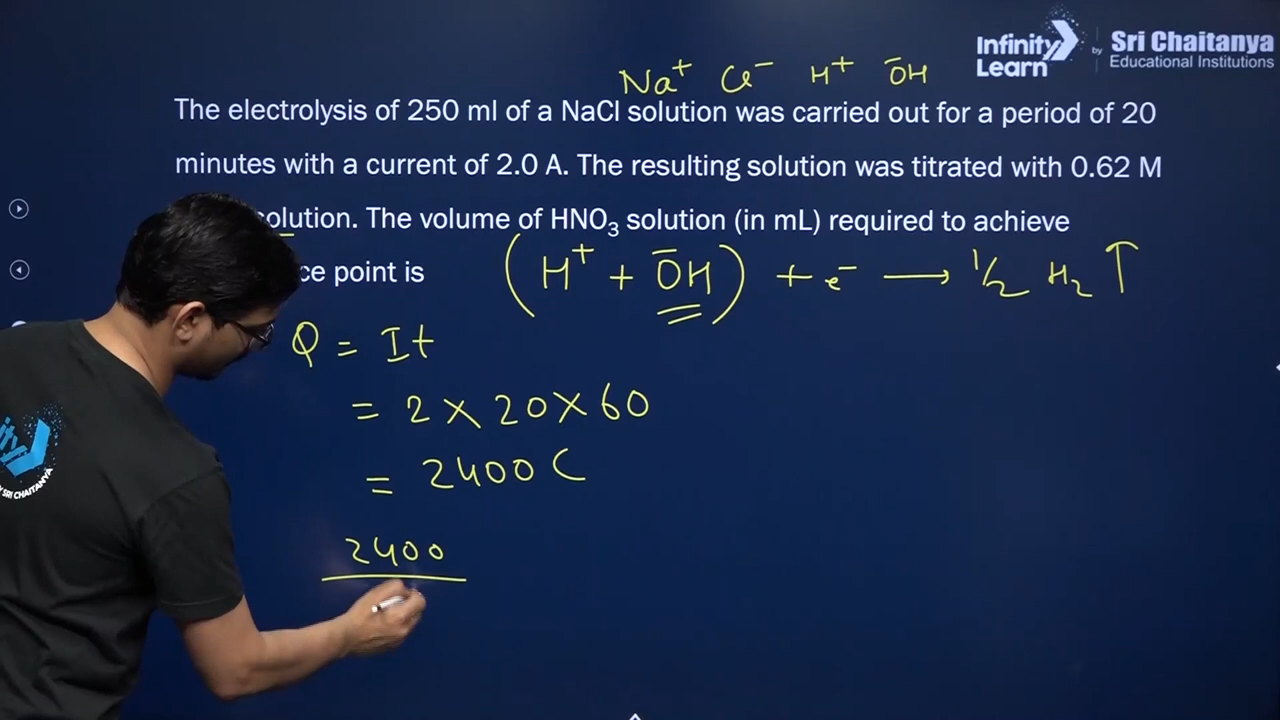 Infinity Learn by Sri Chaitanya Educational Institutions
Na⁺ Cl⁻ H⁺ ŌH
The electrolysis of 250 ml of a NaCl solution was carried out for a period of 20
minutes with a current of 2.0 A. The resulting solution was titrated with 0.62 M
solution. The volume of HNO₃ solution (in mL) required to achieve
point is
(H⁺ + ŌH) + e⁻ → 1/2 H₂ ↑
Q = It
= 2 × 20 × 60
= 2400 C
2400
BY SRI CHAITANYA